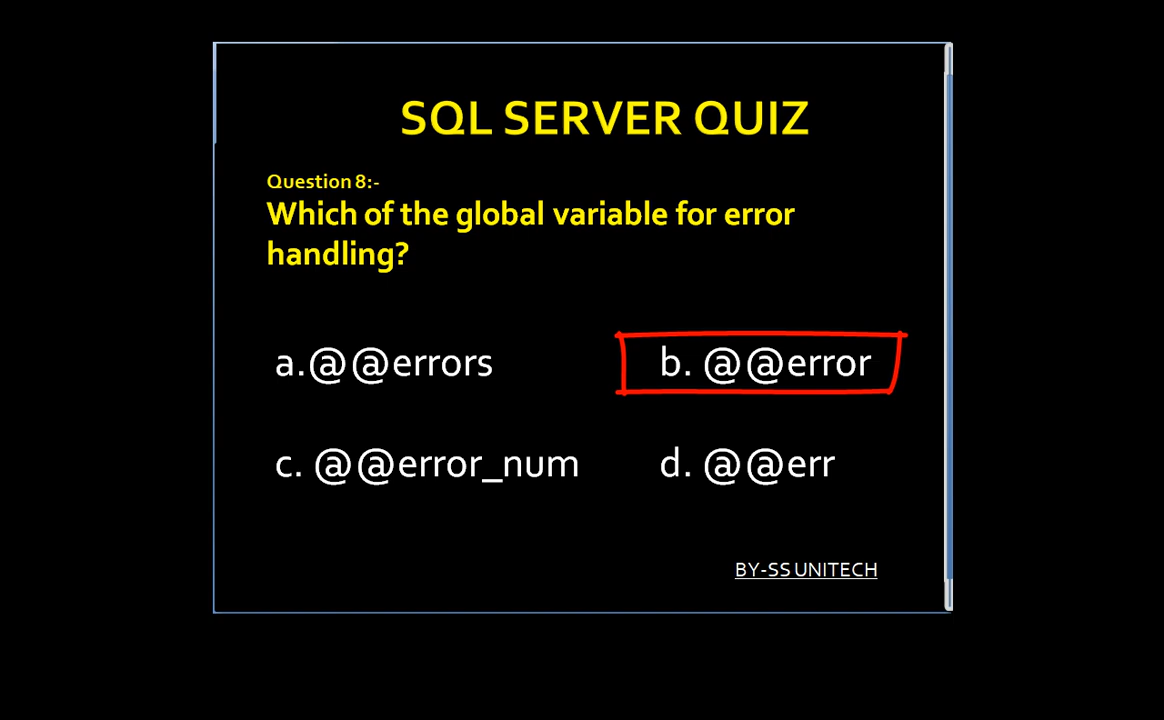 SQL SERVER QUIZ
Question 8:-
Which of the global variable for error
handling?
a.@@errors
b. @@error
c. @@error_num
d. @@err
BY-SS UNITECH